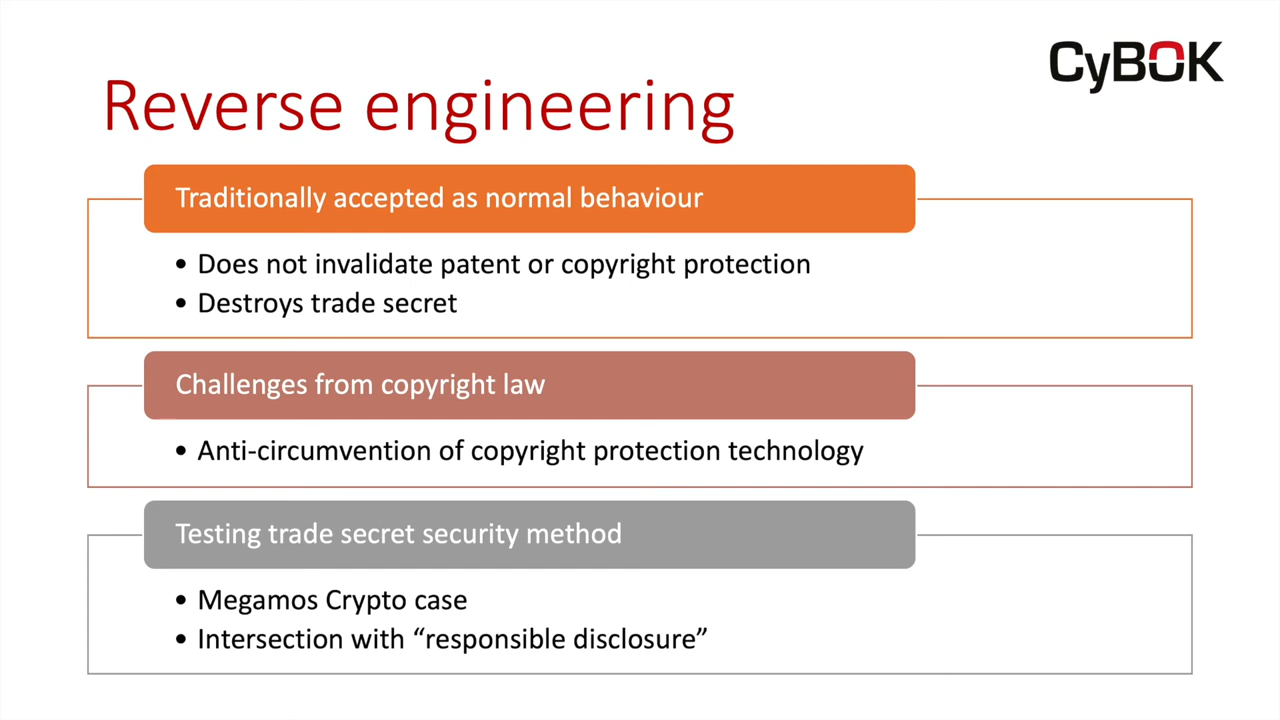 CyBOK
Reverse engineering
Traditionally accepted as normal behaviour
• Does not invalidate patent or copyright protection
• Destroys trade secret
Challenges from copyright law
• Anti-circumvention of copyright protection technology
Testing trade secret security method
• Megamos Crypto case
• Intersection with “responsible disclosure”